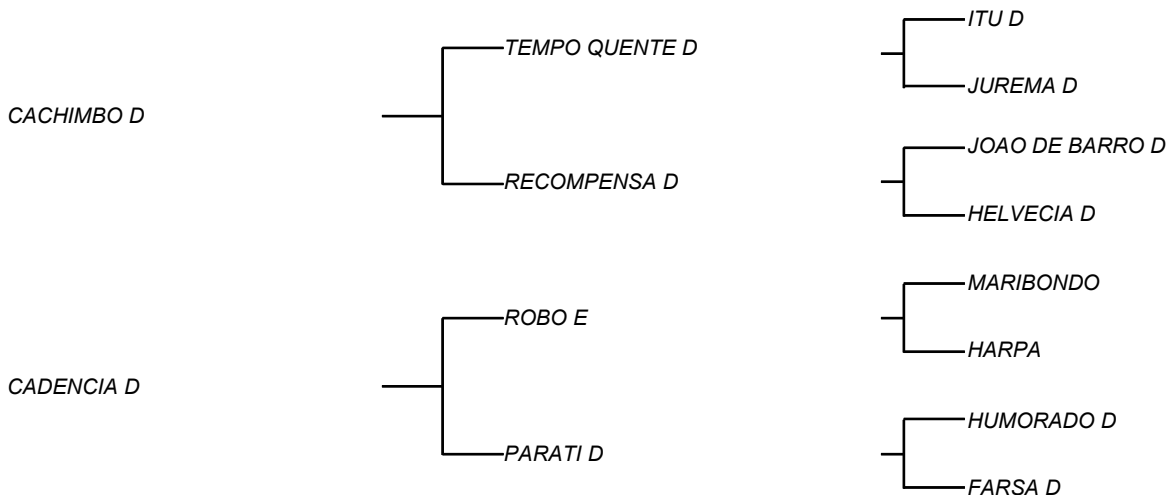 ITU D
TEMPO QUENTE D
JUREMA D
CACHIMBO D
JOAO DE BARRO D
RECOMPENSA D
HELVECIA D
MARIBONDO
ROBO E
HARPA
CADENCIA D
HUMORADO D
PARATI D
FARSA D